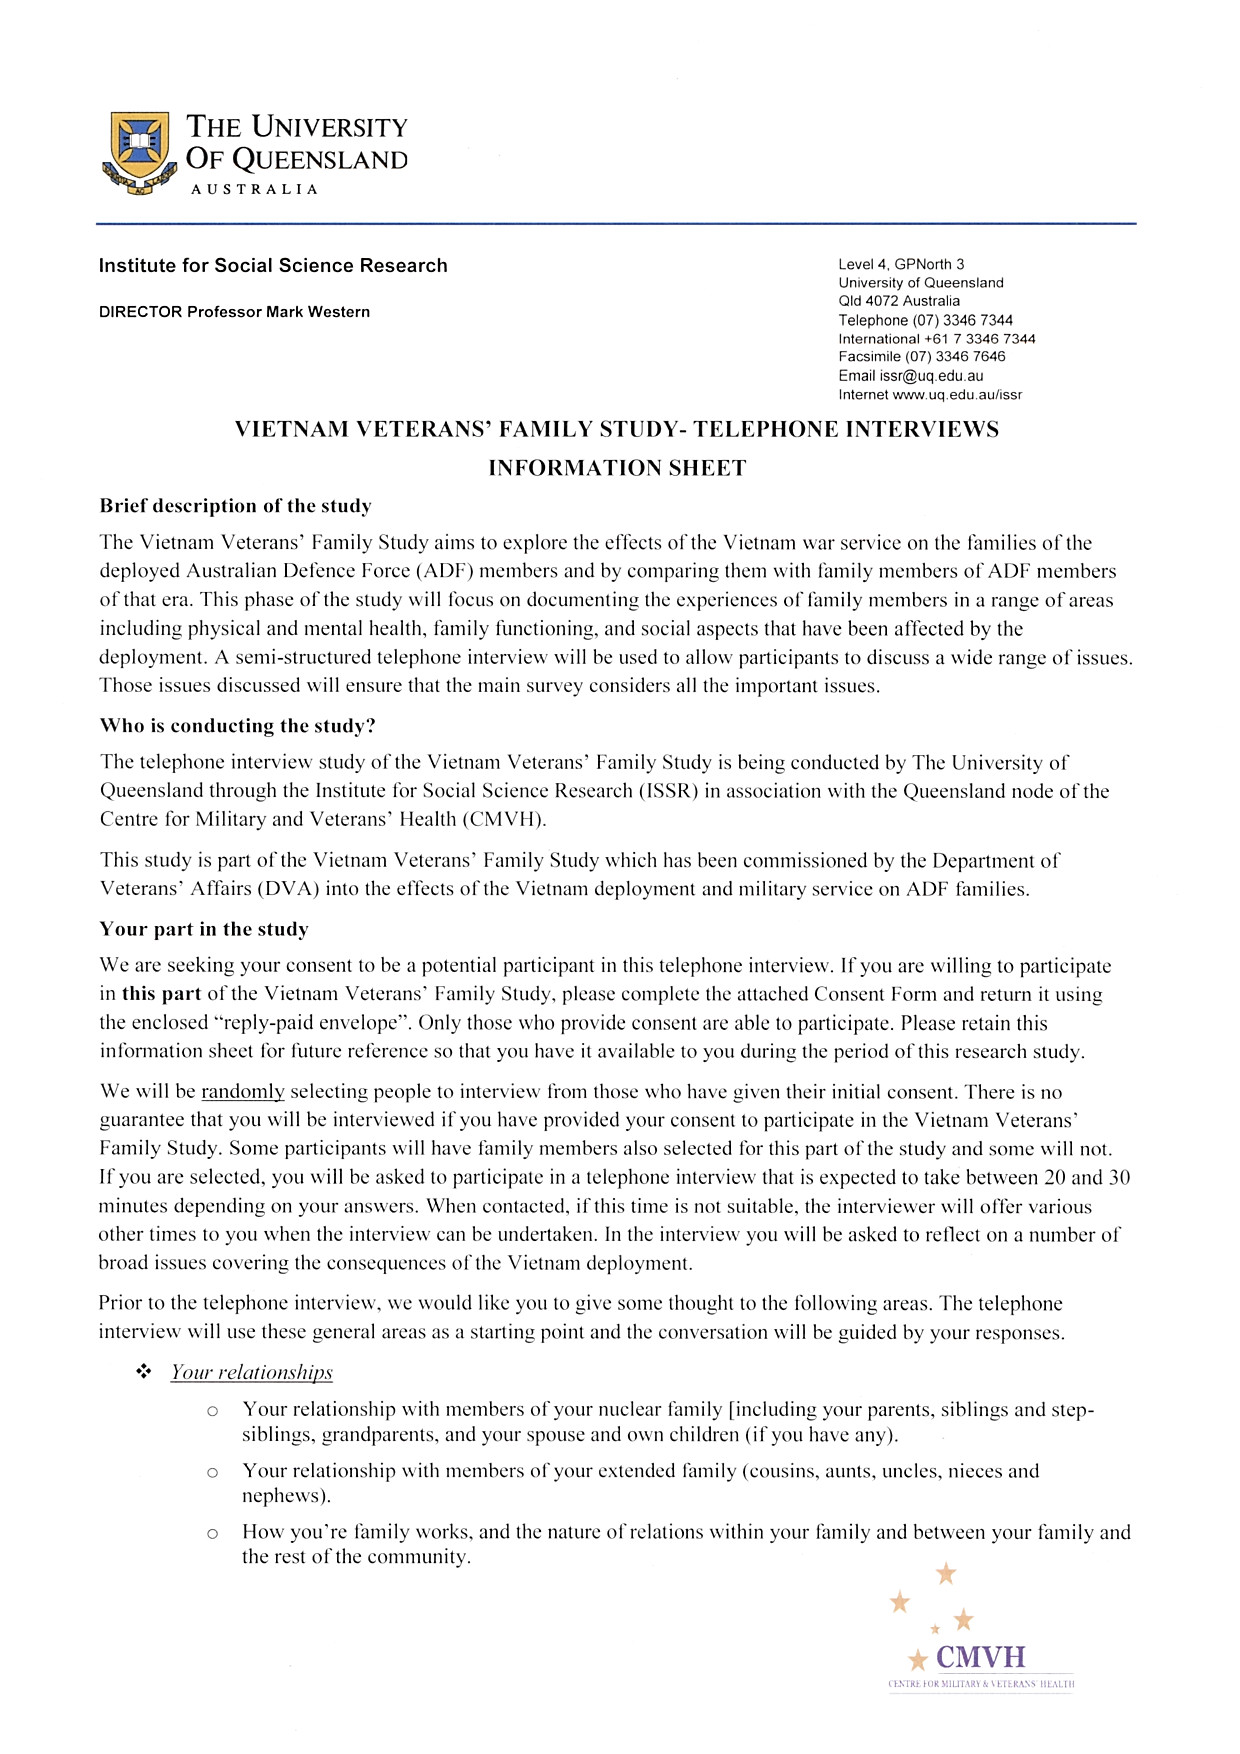 THE UNIVERSITY
OF QUEENSLAND
AUSTRALIA
Institute for Social Science Research
DIRECTOR Professor Mark Western
Level 4, GPNorth 3
University of Queensland
Qld 4072 Australia
Telephone (07) 3346 7344
International +61 7 3346 7344
Facsimile (07) 3346 7646
Email issr@uq.edu.au
Internet www.uq.edu.au/issr
VIETNAM VETERANS' FAMILY STUDY- TELEPHONE INTERVIEWS
INFORMATION SHEET
Brief description of the study
The Vietnam Veterans' Family Study aims to explore the effects of the Vietnam war service on the families of the
deployed Australian Defence Force (ADF) members and by comparing them with family members of ADF members
of that era. This phase of the study will focus on documenting the experiences of family members in a range of areas
including physical and mental health, family functioning, and social aspects that have been affected by the
deployment. A semi-structured telephone interview will be used to allow participants to discuss a wide range of issues.
Those issues discussed will ensure that the main survey considers all the important issues.
Who is conducting the study?
The telephone interview study of the Vietnam Veterans' Family Study is being conducted by The University of
Queensland through the Institute for Social Science Research (ISSR) in association with the Queensland node of the
Centre for Military and Veterans' Health (CMVH).
This study is part of the Vietnam Veterans' Family Study which has been commissioned by the Department of
Veterans' Affairs (DVA) into the effects of the Vietnam deployment and military service on ADF families.
Your part in the study
We are seeking your consent to be a potential participant in this telephone interview. If you are willing to participate
in this part of the Vietnam Veterans' Family Study, please complete the attached Consent Form and return it using
the enclosed "reply-paid envelope". Only those who provide consent are able to participate. Please retain this
information sheet for future reference so that you have it available to you during the period of this research study.
We will be randomly selecting people to interview from those who have given their initial consent. There is no
guarantee that you will be interviewed if you have provided your consent to participate in the Vietnam Veterans'
Family Study. Some participants will have family members also selected for this part of the study and some will not.
If you are selected, you will be asked to participate in a telephone interview that is expected to take between 20 and 30
minutes depending on your answers. When contacted, if this time is not suitable, the interviewer will offer various
other times to you when the interview can be undertaken. In the interview you will be asked to reflect on a number of
broad issues covering the consequences of the Vietnam deployment.
Prior to the telephone interview, we would like you to give some thought to the following areas. The telephone
interview will use these general areas as a starting point and the conversation will be guided by your responses.
❖ Your relationships
o Your relationship with members of your nuclear family [including your parents, siblings and step-
siblings, grandparents, and your spouse and own children (if you have any).
o Your relationship with members of your extended family (cousins, aunts, uncles, nieces and
nephews).
o How you're family works, and the nature of relations within your family and between your family and
the rest of the community.
CMVH
CENTRE FOR MILITARY & VETERANS' HEALTH